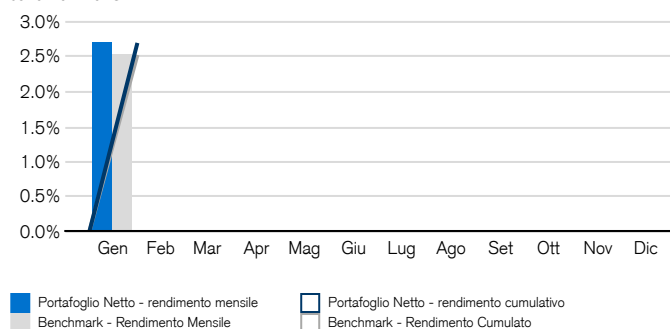 3.0%
2.5%
2.0%
1.5%
1.0%
0.5%
0.0%
Gen Feb Mar Apr Mag Giu Lug Ago Set Ott Nov Dic
Portafoglio Netto - rendimento mensile Portafoglio Netto - rendimento cumulativo
Benchmark - Rendimento Mensile Benchmark - Rendimento Cumulato